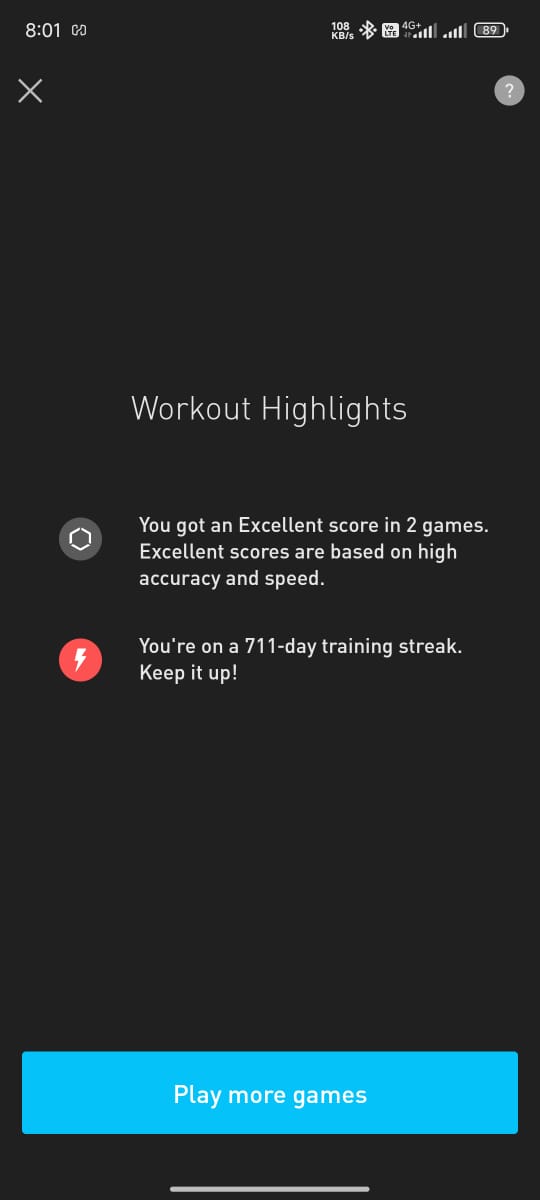 8:01
108
KB/s
Vo
LTE
4G+
89
?
Workout Highlights
You got an Excellent score in 2 games.
Excellent scores are based on high
accuracy and speed.
You're on a 711-day training streak.
Keep it up!
Play more games